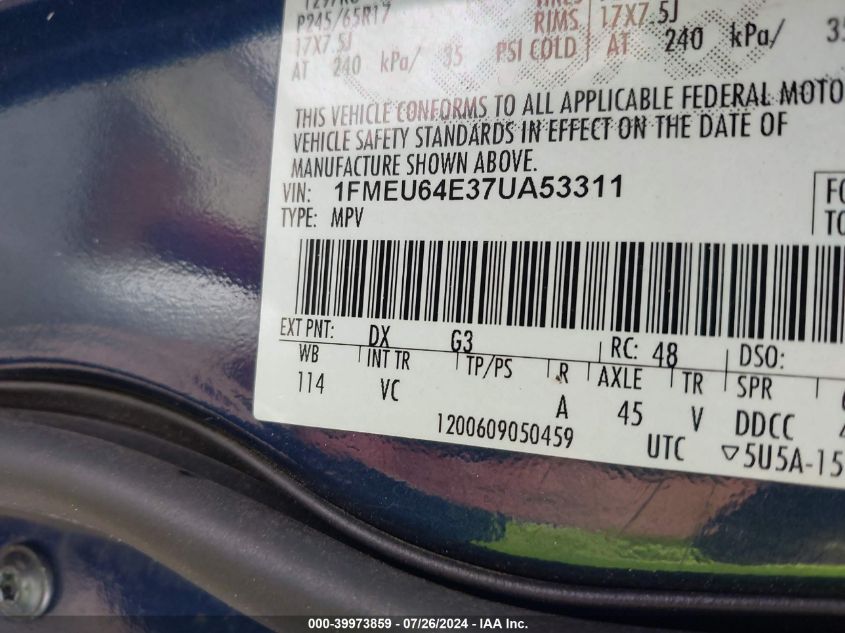 P245/65R17
17X7.5J
AT 240 kPa/ 35 PSI COLD
RIMS 17X7.5J
AT 240 kPa/ 35
THIS VEHICLE CONFORMS TO ALL APPLICABLE FEDERAL MOTO
VEHICLE SAFETY STANDARDS IN EFFECT ON THE DATE OF
MANUFACTURE SHOWN ABOVE.
VIN: 1FMEU64E37UA53311
TYPE: MPV
EXT PNT: DX G3 RC: 48 DSO:
WB INT TR TP/PS R AXLE TR SPR
114 VC A 45 V DDCC
1200609050459 UTC ▽5U5A-15
000-39973859 // 07/26/2024 // IAA Inc.